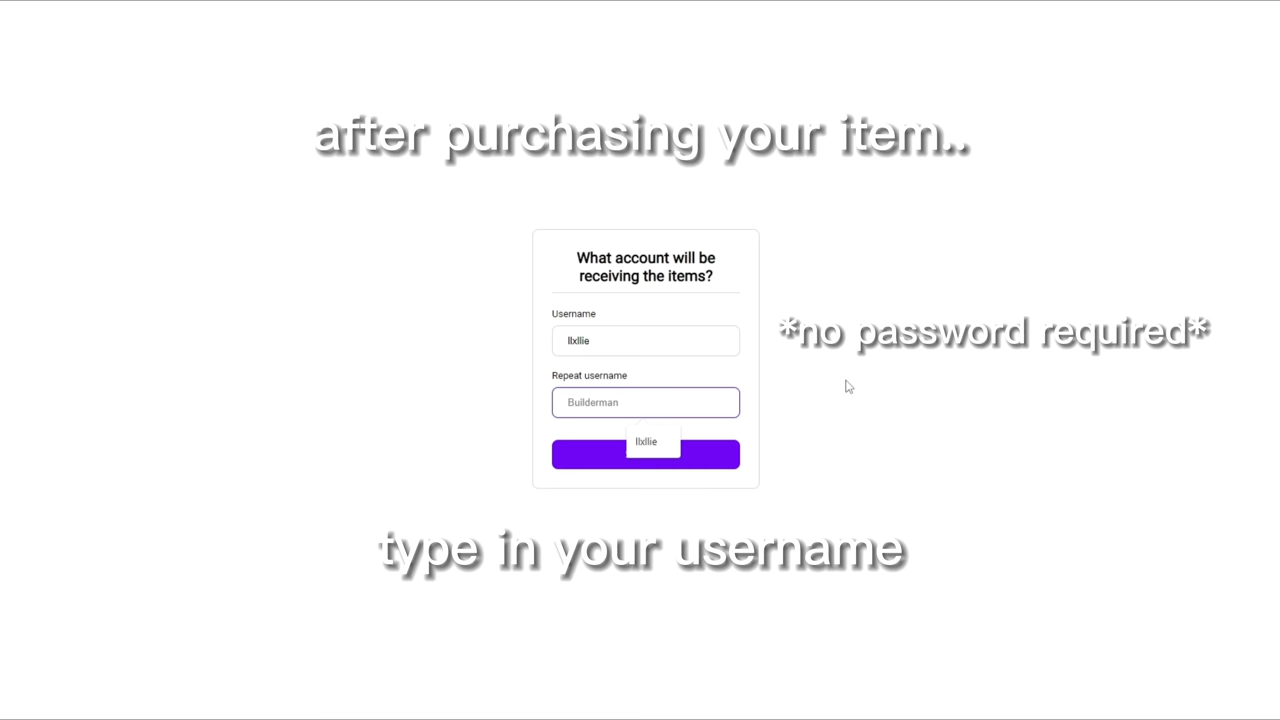 after purchasing your item..
What account will be
receiving the items?
Username
llxllie
*no password required*
Repeat username
Builderman
llxllie
type in your username